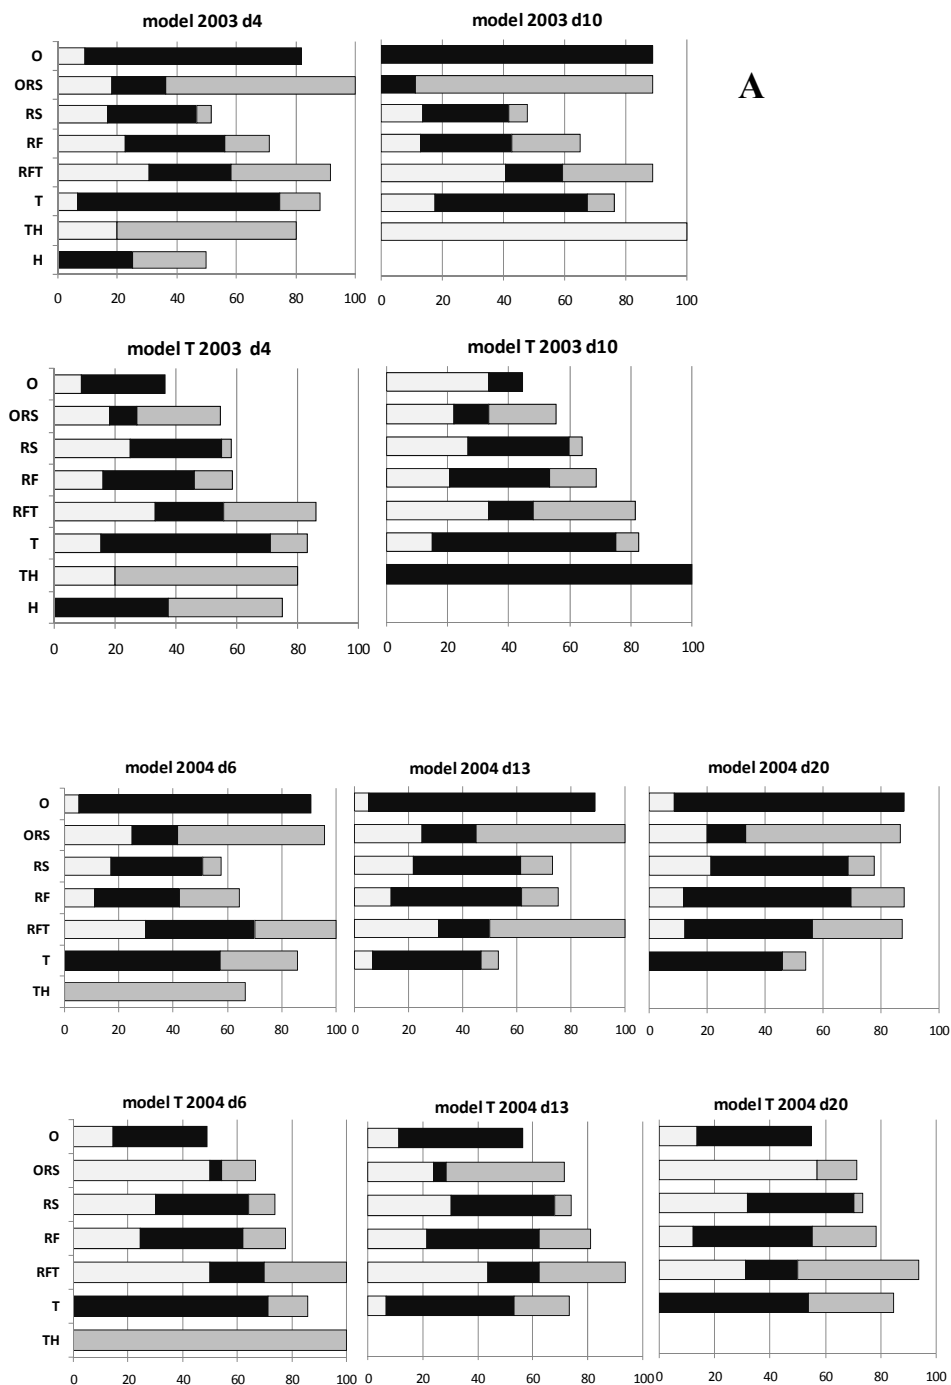 model 2003 d4
model 2003 d10
A
O
ORS
RS
RF
RFT
T
TH
H
0 20 40 60 80 100
0 20 40 60 80 100
model T 2003 d4
model T 2003 d10
O
ORS
RS
RF
RFT
T
TH
H
0 20 40 60 80 100
0 20 40 60 80 100
model 2004 d6
model 2004 d13
model 2004 d20
O
ORS
RS
RF
RFT
T
TH
0 20 40 60 80 100
0 20 40 60 80 100
0 20 40 60 80 100
model T 2004 d6
model T 2004 d13
model T 2004 d20
O
ORS
RS
RF
RFT
T
TH
0 20 40 60 80 100
0 20 40 60 80 100
0 20 40 60 80 100